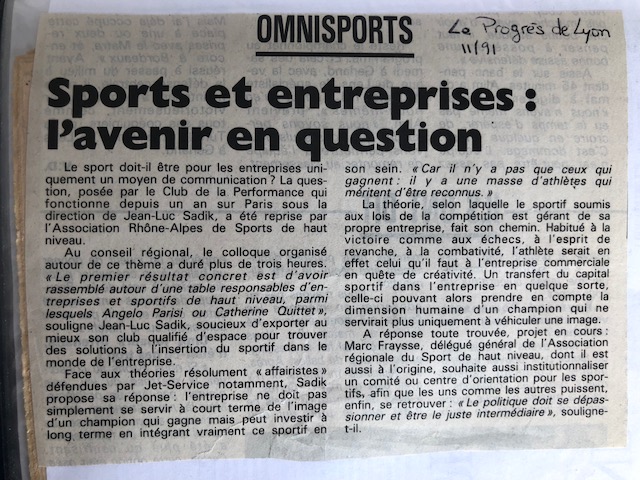 OMNISPORTS
Le Progrès de Lyon
11/91
Sports et entreprises :
l'avenir en question
Le sport doit-il être pour les entreprises uni-
quement un moyen de communication ? La ques-
tion, posée par le Club de la Performance qui
fonctionne depuis un an sur Paris sous la
direction de Jean-Luc Sadik, a été reprise par
l'Association Rhône-Alpes de Sports de haut
niveau.
Au conseil régional, le colloque organisé
autour de ce thème a duré plus de trois heures.
« Le premier résultat concret est d'avoir
rassemblé autour d'une table responsables d'en-
treprises et sportifs de haut niveau, parmi
lesquels Angelo Parisi ou Catherine Quittet »,
souligne Jean-Luc Sadik, soucieux d'exporter au
mieux son club qualifié d'espace pour trouver
des solutions à l'insertion du sportif dans le
monde de l'entreprise.
Face aux théories résolument « affairistes »
défendues par Jet-Service notamment, Sadik
propose sa réponse : l'entreprise ne doit pas
simplement se servir à court terme de l'image
d'un champion qui gagne mais peut investir à
long terme en intégrant vraiment ce sportif en
son sein. « Car il n'y a pas que ceux qui
gagnent : il y a une masse d'athlètes qui
méritent d'être reconnus. »
La théorie, selon laquelle le sportif soumis
aux lois de la compétition est gérant de sa
propre entreprise, fait son chemin. Habitué à la
victoire comme aux échecs, à l'esprit de
revanche, à la combativité, l'athlète serait en
effet celui qu'il faut à l'entreprise commerciale
en quête de créativité. Un transfert du capital
sportif dans l'entreprise en quelque sorte,
celle-ci pouvant alors prendre en compte la
dimension humaine d'un champion qui ne
servirait plus uniquement à véhiculer une image.
A réponse toute trouvée, projet en cours :
Marc Fraysse, délégué général de l'Association
régionale du Sport de haut niveau, dont il est
aussi à l'origine, souhaite aussi institutionnaliser
un comité ou centre d'orientation pour les spor-
tifs, afin que les uns comme les autres puissent,
enfin, se retrouver : « Le politique doit se dépas-
sionner et être le juste intermédiaire », souligne-
t-il.